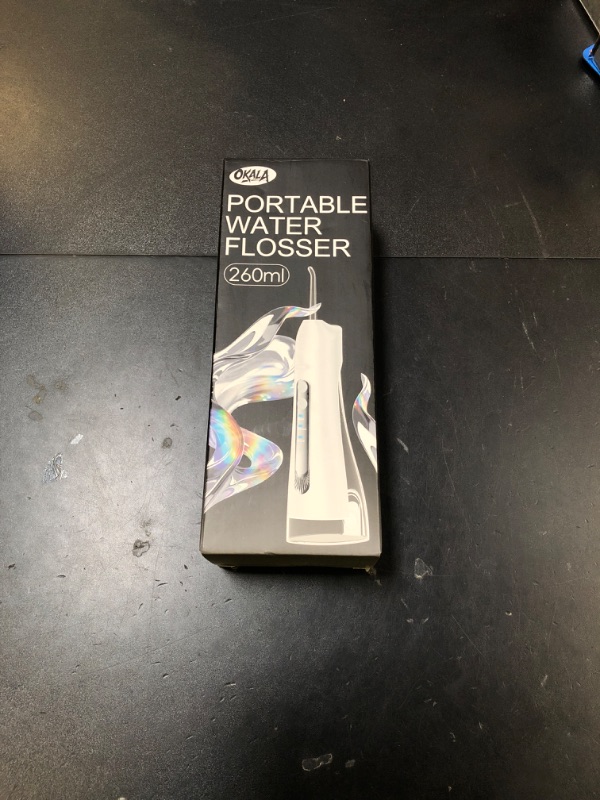 OKALA
PORTABLE
WATER
FLOSSER
260ml